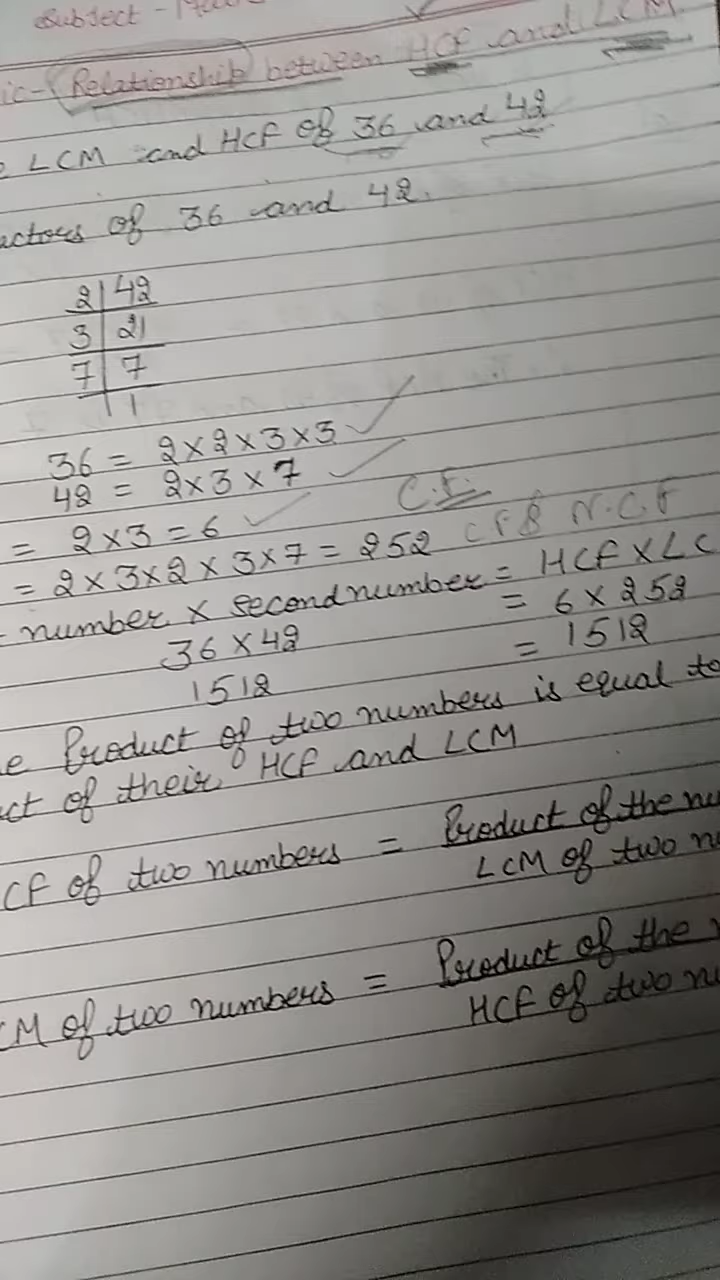 Subject -
Relationship between HCF and LCM
LCM and HCF of 36 and 42
of 36 and 42.
2 | 42
3 | 21
7 | 7
1
36 = 2 × 2 × 3 × 3
42 = 2 × 3 × 7
C.F.
= 2 × 3 = 6
= 2 × 3 × 2 × 3 × 7 = 252 CF & N.C.F
number × second number = HCF × LC
36 × 42 = 6 × 252
1512 = 1512
Product of two numbers is equal to
of their HCF and LCM
CF of two numbers = Product of the
LCM of two
M of two numbers = Product of the
HCF of two